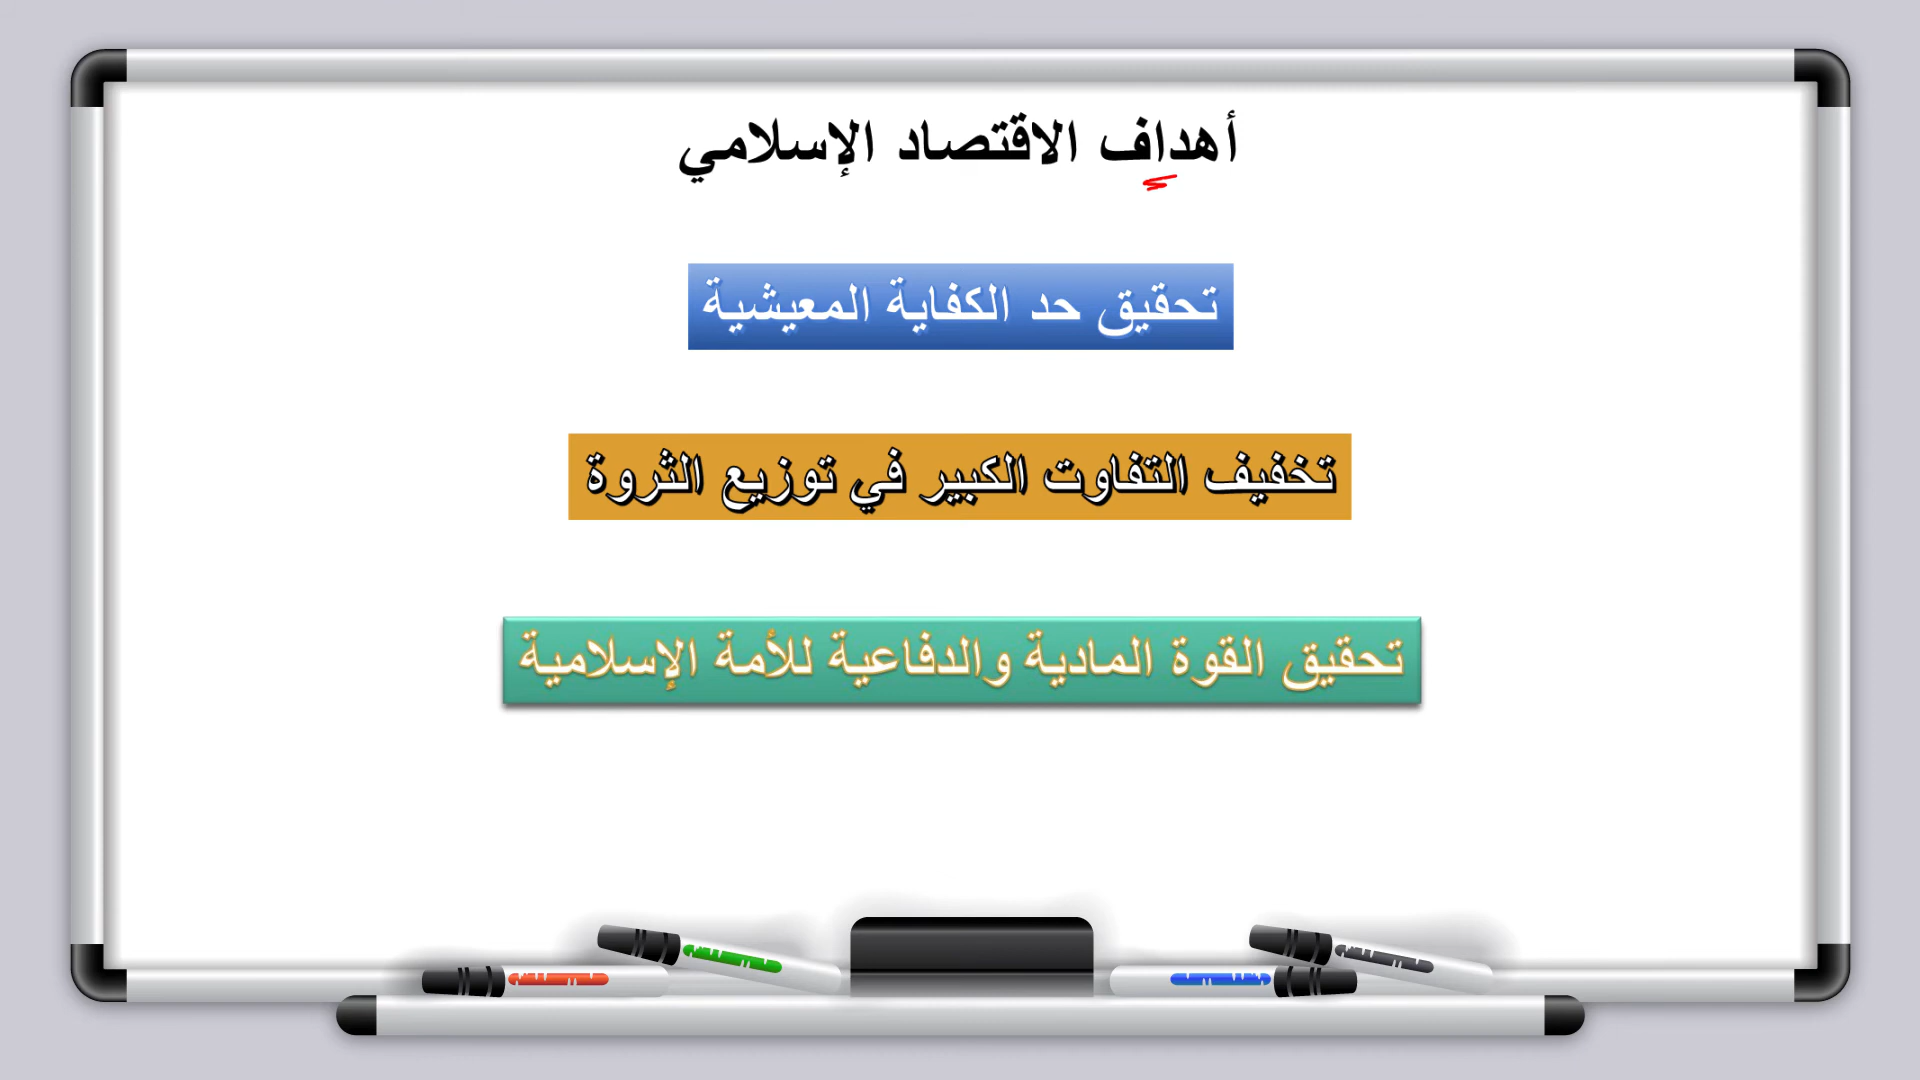 أهداف الاقتصاد الإسلامي
تحقيق حد الكفاية المعيشية
تخفيف التفاوت الكبير في توزيع الثروة
تحقيق القوة المادية والدفاعية للأمة الإسلامية